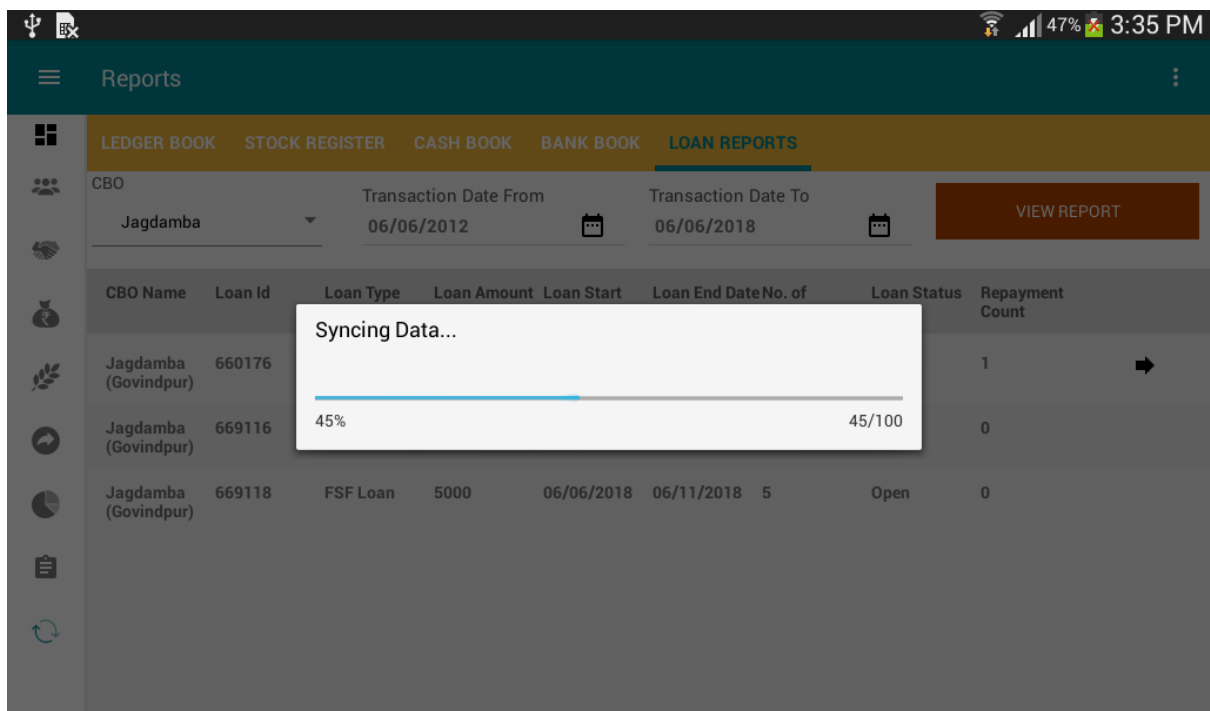 47% 3:35 PM
Reports
LEDGER BOOK STOCK REGISTER CASH BOOK BANK BOOK LOAN REPORTS
CBO
Transaction Date From Transaction Date To
Jagdamba 06/06/2012 06/06/2018 VIEW REPORT
CBO Name Loan Id Loan Type Loan Amount Loan Start Loan End Date No. of Loan Status Repayment
Count
Syncing Data...
Jagdamba 660176 1
(Govindpur)
45% 45/100
Jagdamba 669116 0
(Govindpur)
Jagdamba 669118 FSF Loan 5000 06/06/2018 06/11/2018 5 Open 0
(Govindpur)